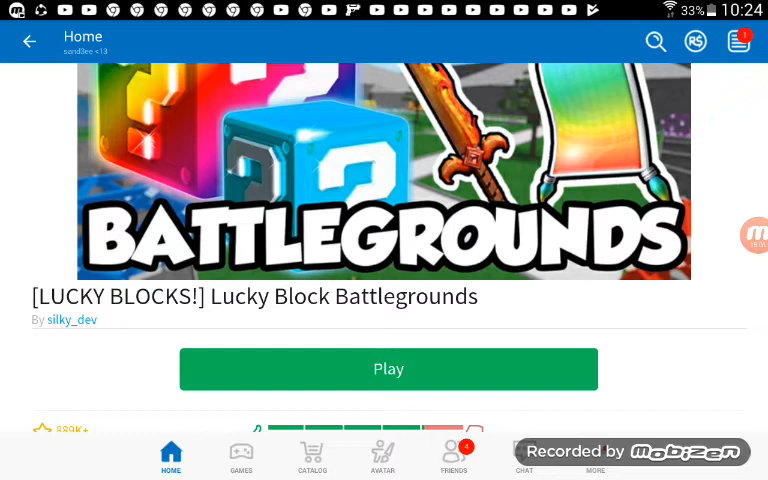 33% 10:24
Home
sand3ee <13
R$
1
? ? ?
BATTLEGROUNDS
[LUCKY BLOCKS!] Lucky Block Battlegrounds
By silky_dev
Play
889K+
4
HOME GAMES CATALOG AVATAR FRIENDS CHAT MORE
Recorded by MOBIZEN